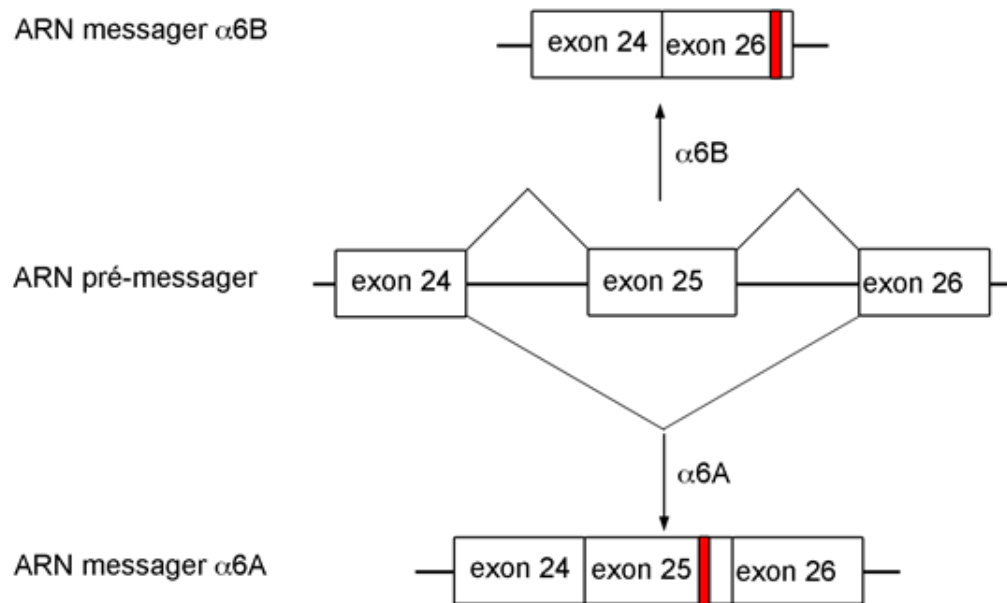 ARN messager α6B
exon 24 exon 26
α6B
ARN pré-messager
exon 24 exon 25 exon 26
α6A
ARN messager α6A
exon 24 exon 25 exon 26